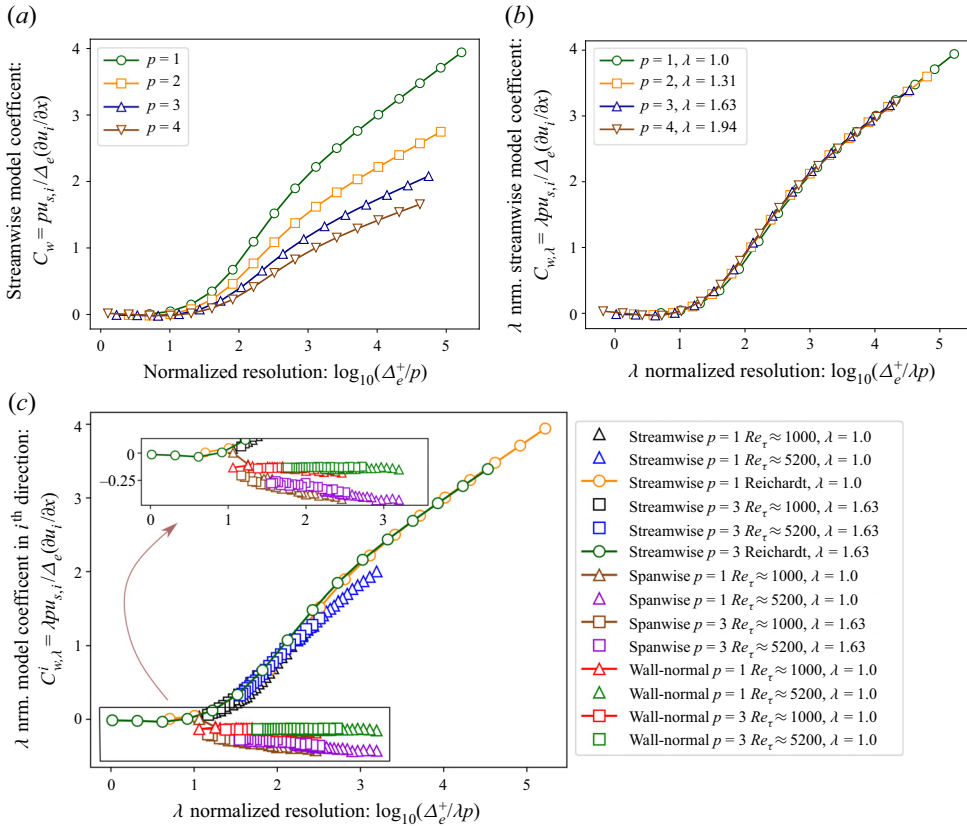 (a)
Streamwise model coefficient:
C_w = pu_{s,i}/Δ_e(∂u_i/∂x)
4
3
2
1
0
p = 1
p = 2
p = 3
p = 4
0 1 2 3 4 5
Normalized resolution: log_10(Δ_e^+/p)
(b)
λ nrm. streamwise model coefficient:
C_{w,λ} = λpu_{s,i}/Δ_e(∂u_i/∂x)
4
3
2
1
0
p = 1, λ = 1.0
p = 2, λ = 1.31
p = 3, λ = 1.63
p = 4, λ = 1.94
0 1 2 3 4 5
λ normalized resolution: log_10(Δ_e^+/λp)
(c)
λ nrm. model coefficent in i^th direction:
C^i_{w,λ} = λpu_{s,i}/Δ_e(∂u_i/∂x)
4
3
2
1
0
0
−0.25
0 1 2 3
0 1 2 3 4 5
λ normalized resolution: log_10(Δ_e^+/λp)
Streamwise p = 1 Re_τ ≈ 1000, λ = 1.0
Streamwise p = 1 Re_τ ≈ 5200, λ = 1.0
Streamwise p = 1 Reichardt, λ = 1.0
Streamwise p = 3 Re_τ ≈ 1000, λ = 1.63
Streamwise p = 3 Re_τ ≈ 5200, λ = 1.63
Streamwise p = 3 Reichardt, λ = 1.63
Spanwise p = 1 Re_τ ≈ 1000, λ = 1.0
Spanwise p = 1 Re_τ ≈ 5200, λ = 1.0
Spanwise p = 3 Re_τ ≈ 1000, λ = 1.63
Spanwise p = 3 Re_τ ≈ 5200, λ = 1.63
Wall-normal p = 1 Re_τ ≈ 1000, λ = 1.0
Wall-normal p = 1 Re_τ ≈ 5200, λ = 1.0
Wall-normal p = 3 Re_τ ≈ 1000, λ = 1.0
Wall-normal p = 3 Re_τ ≈ 5200, λ = 1.0